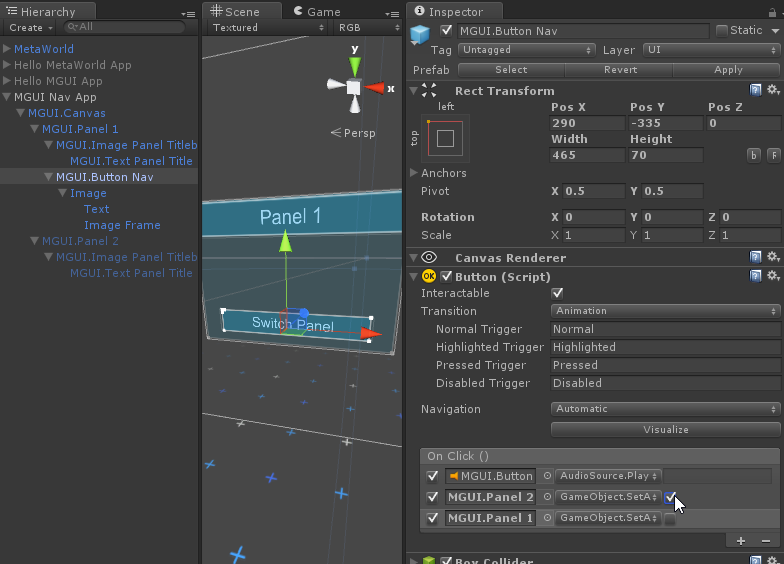 Hierarchy
Create
All
MetaWorld
Hello MetaWorld App
Hello MGUI App
MGUI Nav App
MGUI.Canvas
MGUI.Panel 1
MGUI.Image Panel Titleb
MGUI.Text Panel Title
MGUI.Button Nav
Image
Text
Image Frame
MGUI.Panel 2
MGUI.Image Panel Titleb
MGUI.Text Panel Title
Scene
Game
Textured
RGB
y
x
Persp
Panel 1
Switch Panel
Inspector
MGUI.Button Nav
Static
Tag
Untagged
Layer
UI
Prefab
Select
Revert
Apply
Rect Transform
left
top
Pos X
Pos Y
Pos Z
290
-335
0
Width
Height
465
70
b
F
Anchors
Pivot
X 0.5
Y 0.5
Rotation
X 0
Y 0
Z 0
Scale
X 1
Y 1
Z 1
Canvas Renderer
OK
Button (Script)
Interactable
Transition
Animation
Normal Trigger
Normal
Highlighted Trigger
Highlighted
Pressed Trigger
Pressed
Disabled Trigger
Disabled
Navigation
Automatic
Visualize
On Click ()
MGUI.Button
AudioSource.Play
MGUI.Panel 2
GameObject.SetA
MGUI.Panel 1
GameObject.SetA
+ −
Box Collider